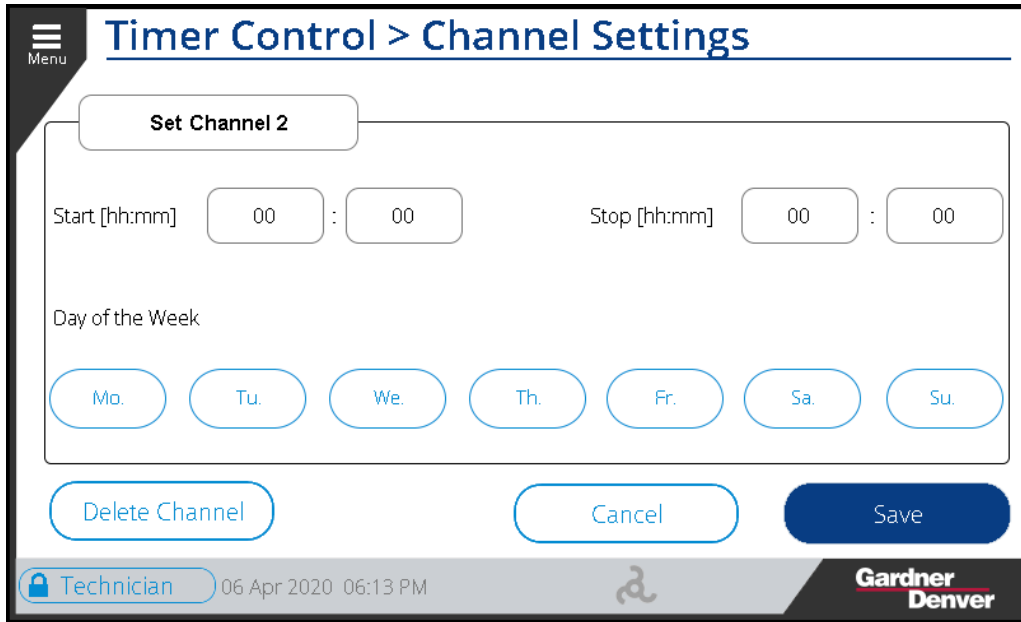 Menu
Timer Control > Channel Settings
Set Channel 2
Start [hh:mm] 00 : 00 Stop [hh:mm] 00 : 00
Day of the Week
Mo. Tu. We. Th. Fr. Sa. Su.
Delete Channel Cancel Save
Technician 06 Apr 2020 06:13 PM
Gardner
Denver